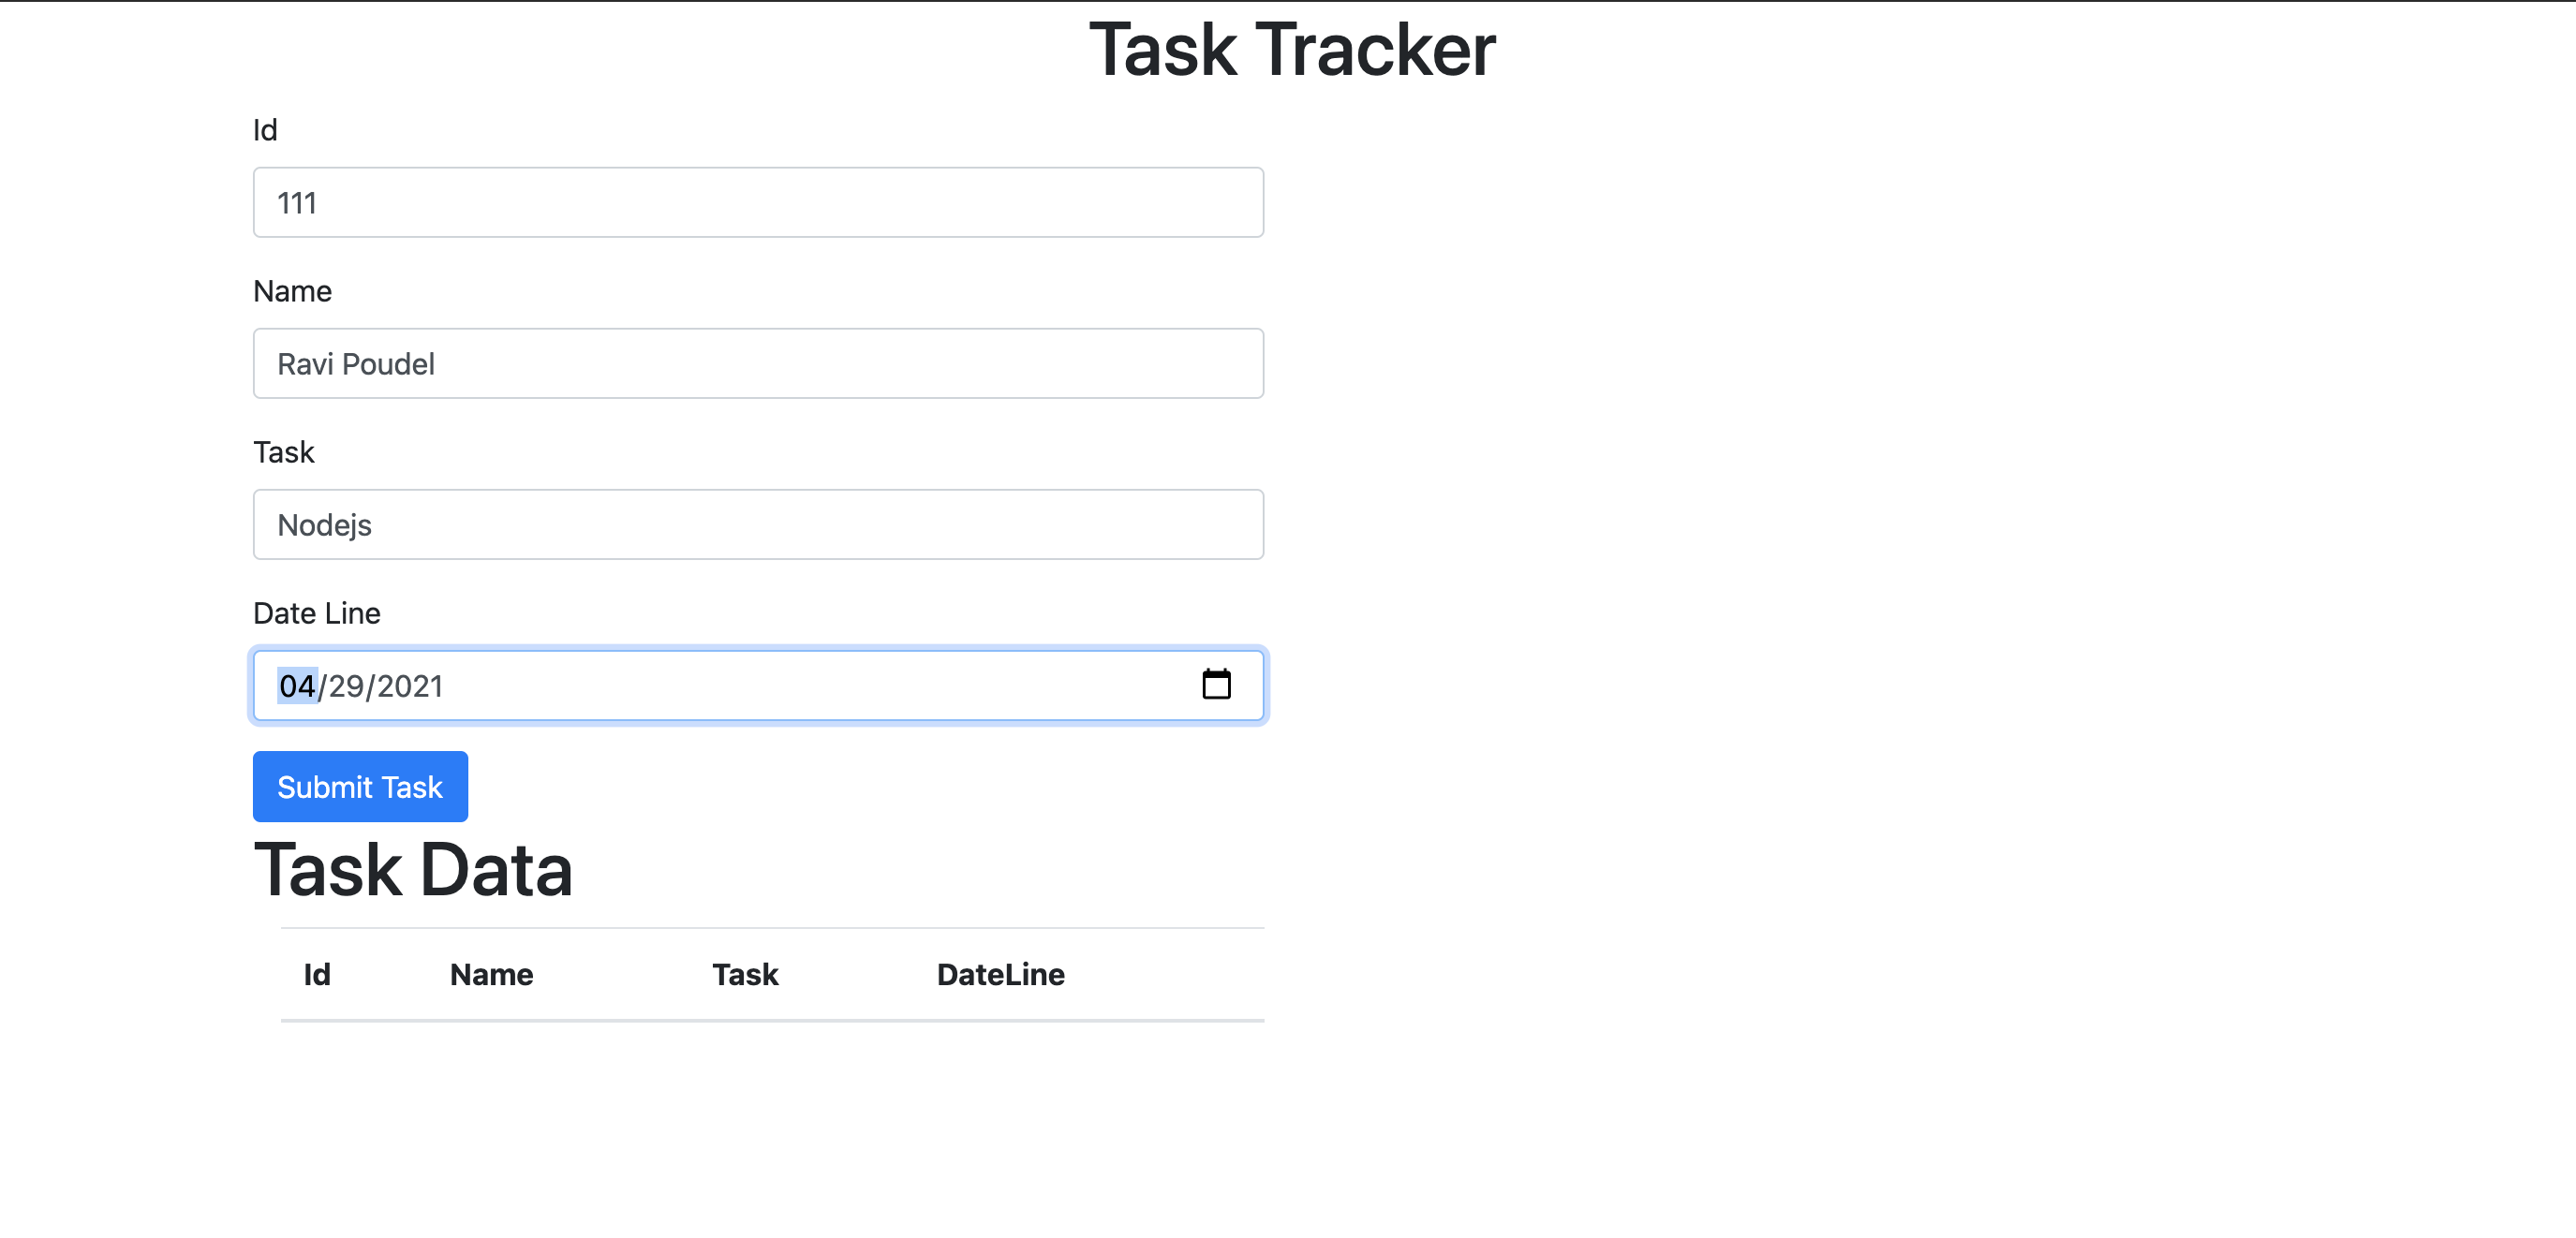 Task Tracker
Id
111
Name
Ravi Poudel
Task
Nodejs
Date Line
04/29/2021
Submit Task
Task Data
Id Name Task DateLine